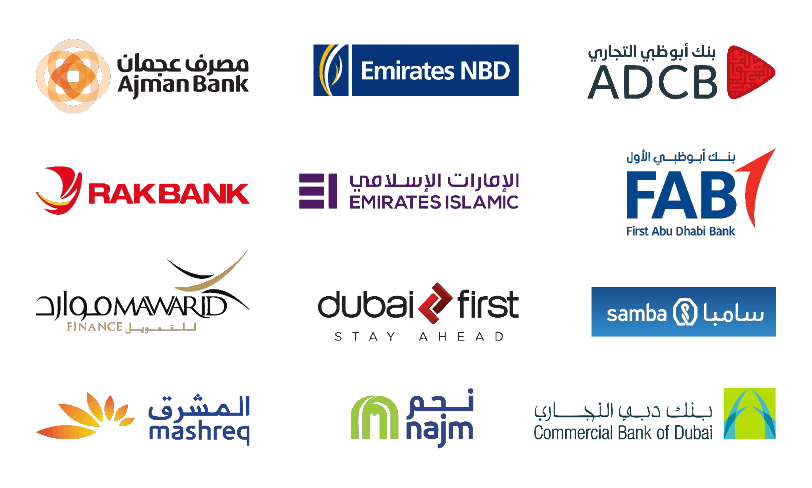 مصرف عجمان
Ajman Bank
Emirates NBD
بنك أبوظبي التجاري
ADCB
RAKBANK
الإمارات الإسلامي
EMIRATES ISLAMIC
بنك أبوظبي الأول
FAB
First Abu Dhabi Bank
موارد MAWARID
FINANCE للتمويل
dubai first
STAY AHEAD
samba سامبا
المشرق
mashreq
نجم
najm
بنك دبي التجاري
Commercial Bank of Dubai